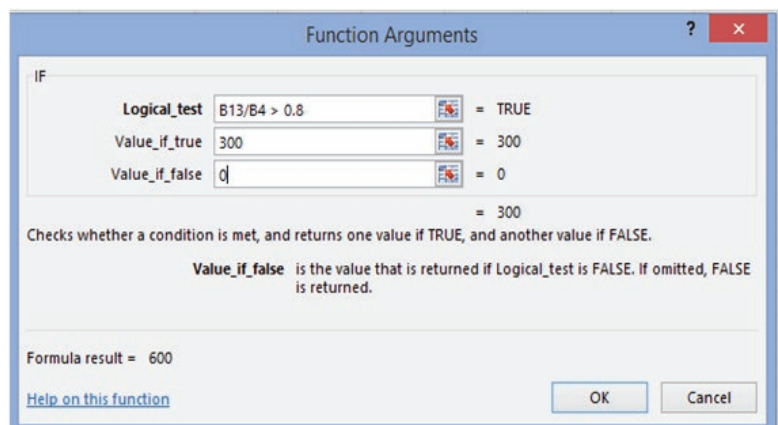 Function Arguments ? ×
IF
Logical_test B13/B4 > 0.8 = TRUE
Value_if_true 300 = 300
Value_if_false 0 = 0
= 300
Checks whether a condition is met, and returns one value if TRUE, and another value if FALSE.
Value_if_false is the value that is returned if Logical_test is FALSE. If omitted, FALSE
is returned.
Formula result = 600
Help on this function OK Cancel